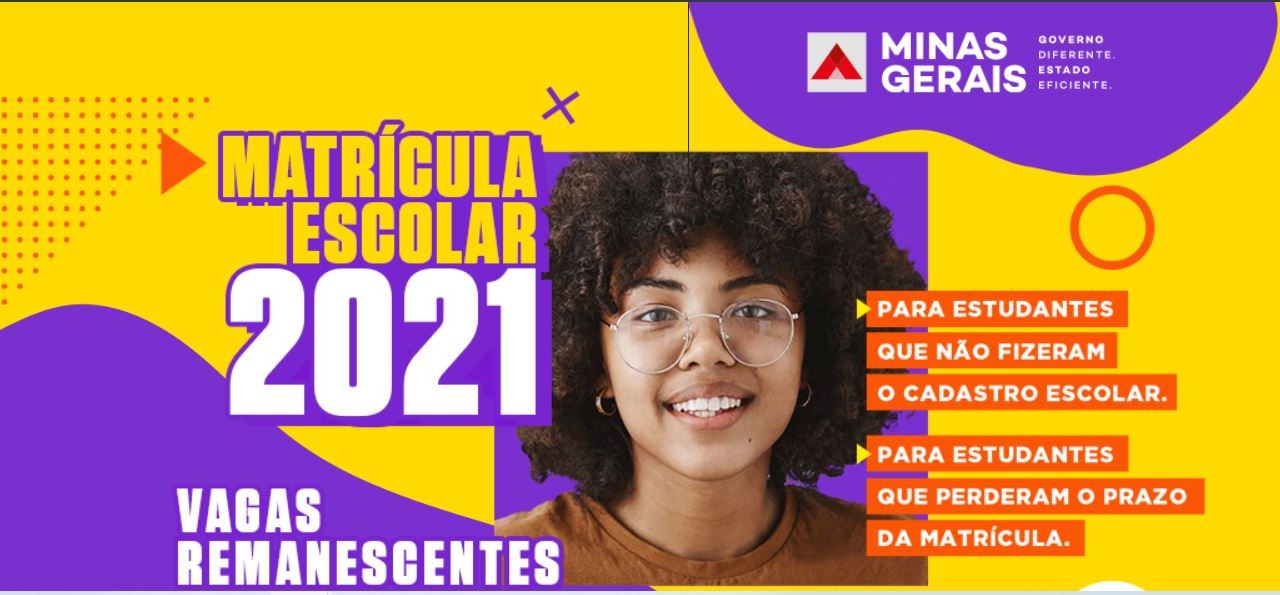 MINAS
GERAIS
GOVERNO
DIFERENTE.
ESTADO
EFICIENTE.
MATRÍCULA
ESCOLAR
2021
VAGAS
REMANESCENTES
PARA ESTUDANTES
QUE NÃO FIZERAM
O CADASTRO ESCOLAR.
PARA ESTUDANTES
QUE PERDERAM O PRAZO
DA MATRÍCULA.